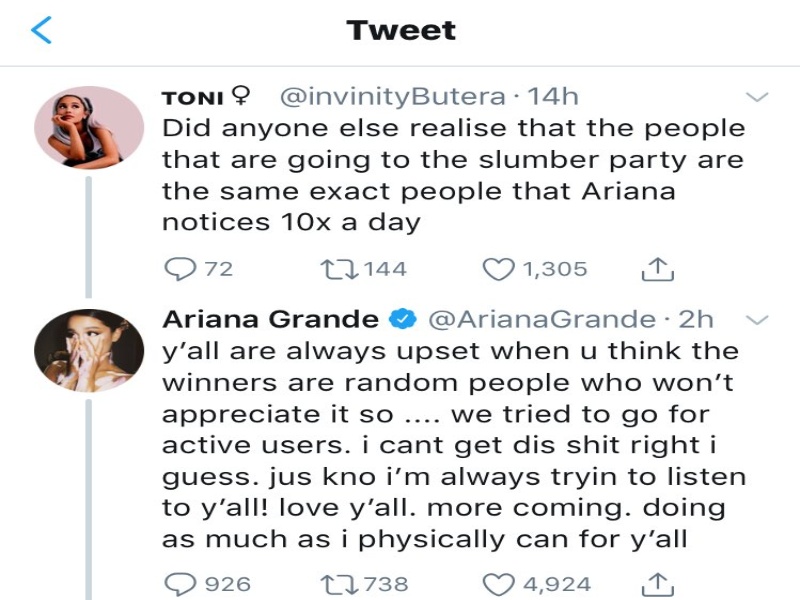 Tweet
TONI♀ @invinityButera · 14h
Did anyone else realise that the people
that are going to the slumber party are
the same exact people that Ariana
notices 10x a day
72 144 1,305
Ariana Grande @ArianaGrande · 2h
y'all are always upset when u think the
winners are random people who won't
appreciate it so .... we tried to go for
active users. i cant get dis shit right i
guess. jus kno i'm always tryin to listen
to y'all! love y'all. more coming. doing
as much as i physically can for y'all
926 738 4,924